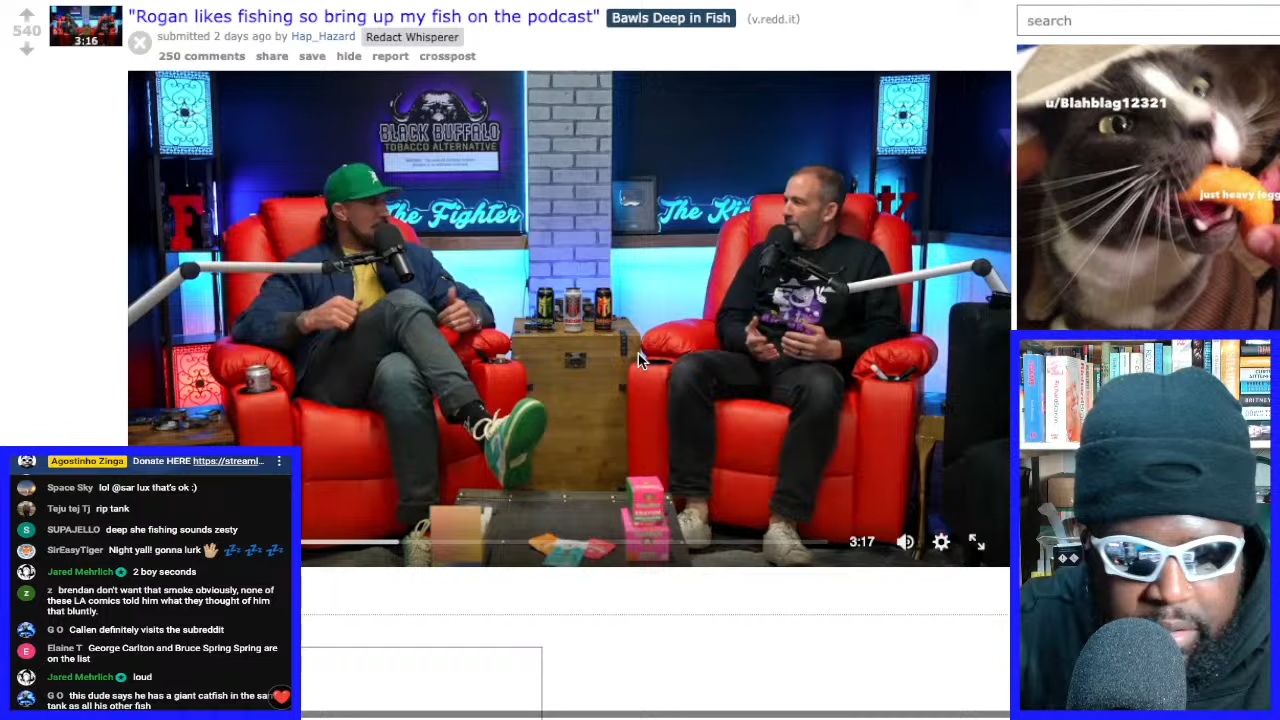 540
3:16
"Rogan likes fishing so bring up my fish on the podcast" Bawls Deep in Fish (v.redd.it)
submitted 2 days ago by Hap_Hazard Redact Whisperer
250 comments share save hide report crosspost
search
u/Blahblag12321
just heavy legg
BLACK BUFFALO
TOBACCO ALTERNATIVE
The Fighter
The Ki
F
3:17
Agostinho Zinga Donate HERE https://streaml...
Space Sky lol @sar lux that's ok :)
Teju tej Tj rip tank
SUPAJELLO deep she fishing sounds zesty
SirEasyTiger Night yall! gonna lurk
Jared Mehrlich 2 boy seconds
z brendan don't want that smoke obviously, none of
these LA comics told him what they thought of him
that bluntly.
G O Callen definitely visits the subreddit
Elaine T George Carlton and Bruce Spring Spring are
on the list
Jared Mehrlich loud
G O this dude says he has a giant catfish in the sam
tank as all his other fish
BRITNEY